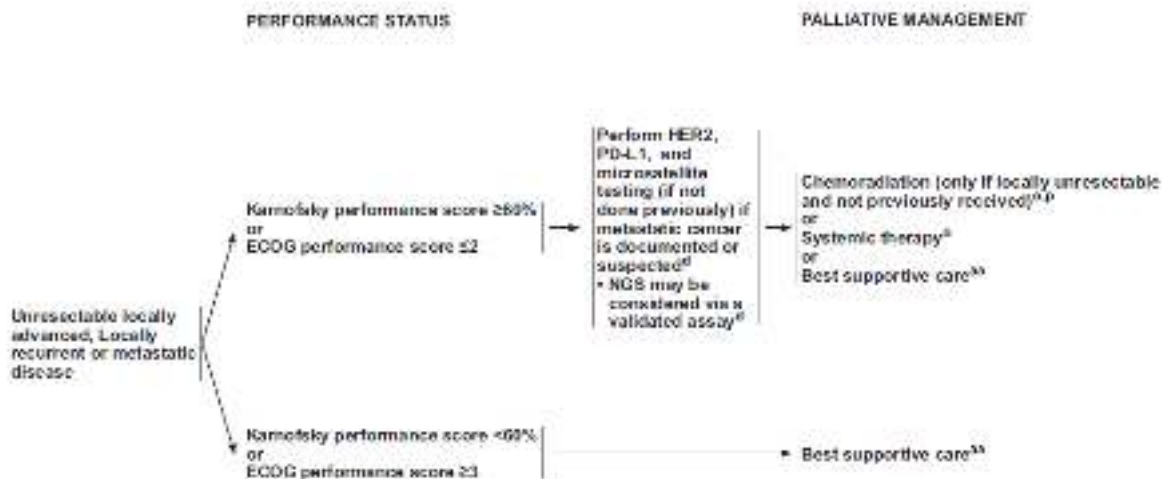 PERFORMANCE STATUS
PALLIATIVE MANAGEMENT
Unresectable locally
advanced, Locally
recurrent or metastatic
disease
Karnofsky performance score ≥60%
or
ECOG performance score ≤2
Perform HER2,
PD-L1, and
microsatellite
testing (if not
done previously) if
metastatic cancer
is documented or
suspected
• NGS may be
considered via a
validated assay
Chemoradiation (only if locally unresectable
and not previously received)
or
Systemic therapy
or
Best supportive care
Karnofsky performance score <60%
or
ECOG performance score ≥3
Best supportive care